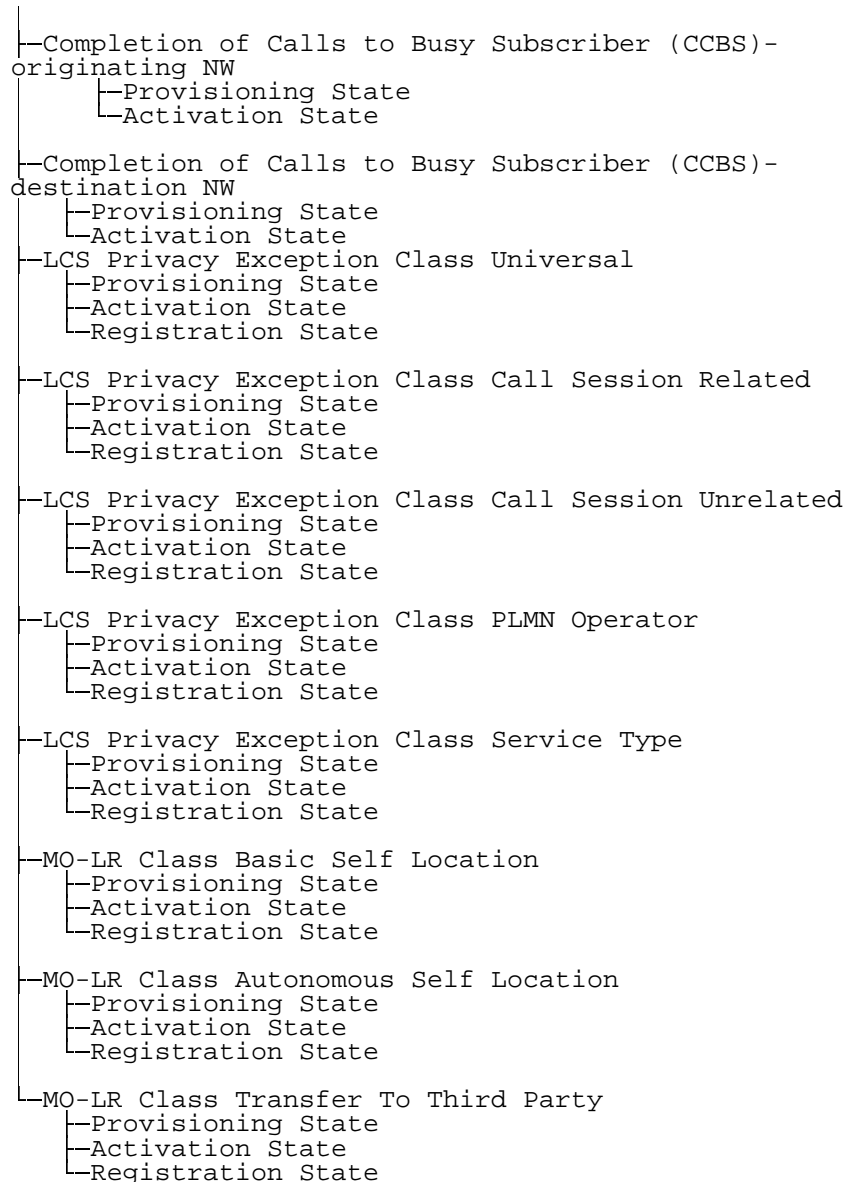 Completion of Calls to Busy Subscriber (CCBS)-
originating NW
Provisioning State
Activation State
Completion of Calls to Busy Subscriber (CCBS)-
destination NW
Provisioning State
Activation State
LCS Privacy Exception Class Universal
Provisioning State
Activation State
Registration State
LCS Privacy Exception Class Call Session Related
Provisioning State
Activation State
Registration State
LCS Privacy Exception Class Call Session Unrelated
Provisioning State
Activation State
Registration State
LCS Privacy Exception Class PLMN Operator
Provisioning State
Activation State
Registration State
LCS Privacy Exception Class Service Type
Provisioning State
Activation State
Registration State
MO-LR Class Basic Self Location
Provisioning State
Activation State
Registration State
MO-LR Class Autonomous Self Location
Provisioning State
Activation State
Registration State
MO-LR Class Transfer To Third Party
Provisioning State
Activation State
Registration State